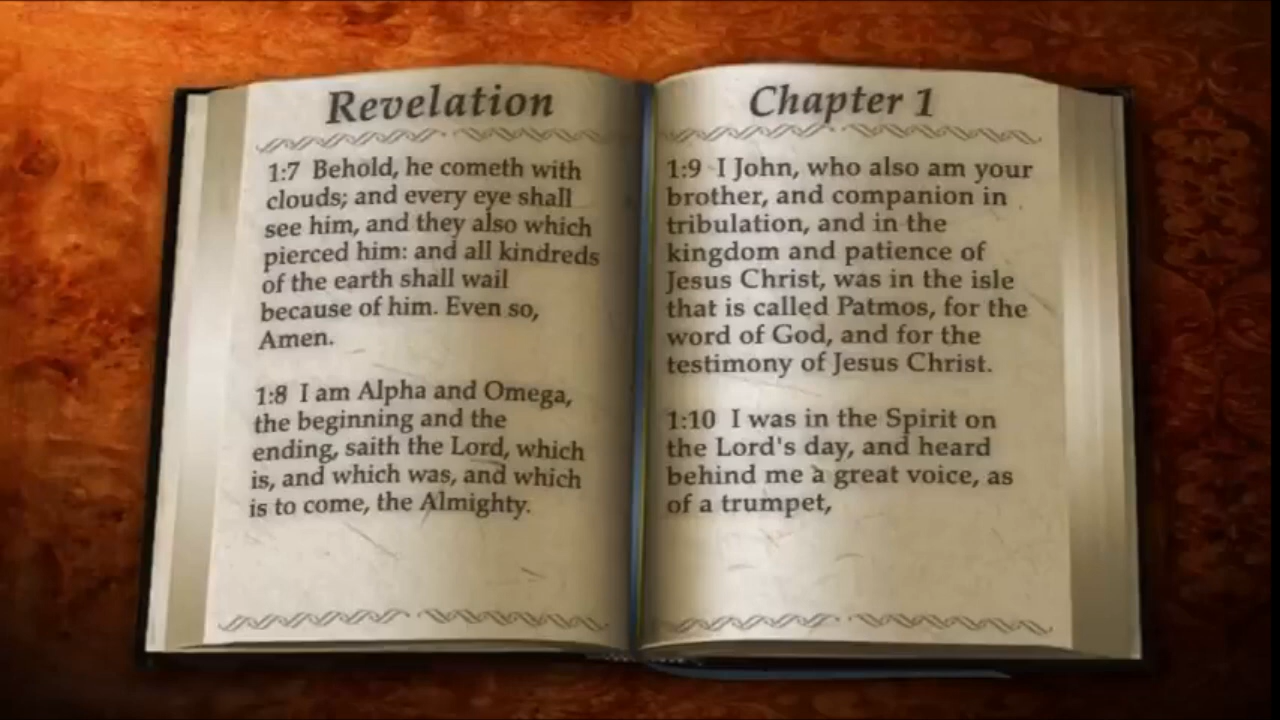 Revelation
1:7 Behold, he cometh with
clouds; and every eye shall
see him, and they also which
pierced him: and all kindreds
of the earth shall wail
because of him. Even so,
Amen.
1:8 I am Alpha and Omega,
the beginning and the
ending, saith the Lord, which
is, and which was, and which
is to come, the Almighty.
Chapter 1
1:9 I John, who also am your
brother, and companion in
tribulation, and in the
kingdom and patience of
Jesus Christ, was in the isle
that is called Patmos, for the
word of God, and for the
testimony of Jesus Christ.
1:10 I was in the Spirit on
the Lord's day, and heard
behind me a great voice, as
of a trumpet,